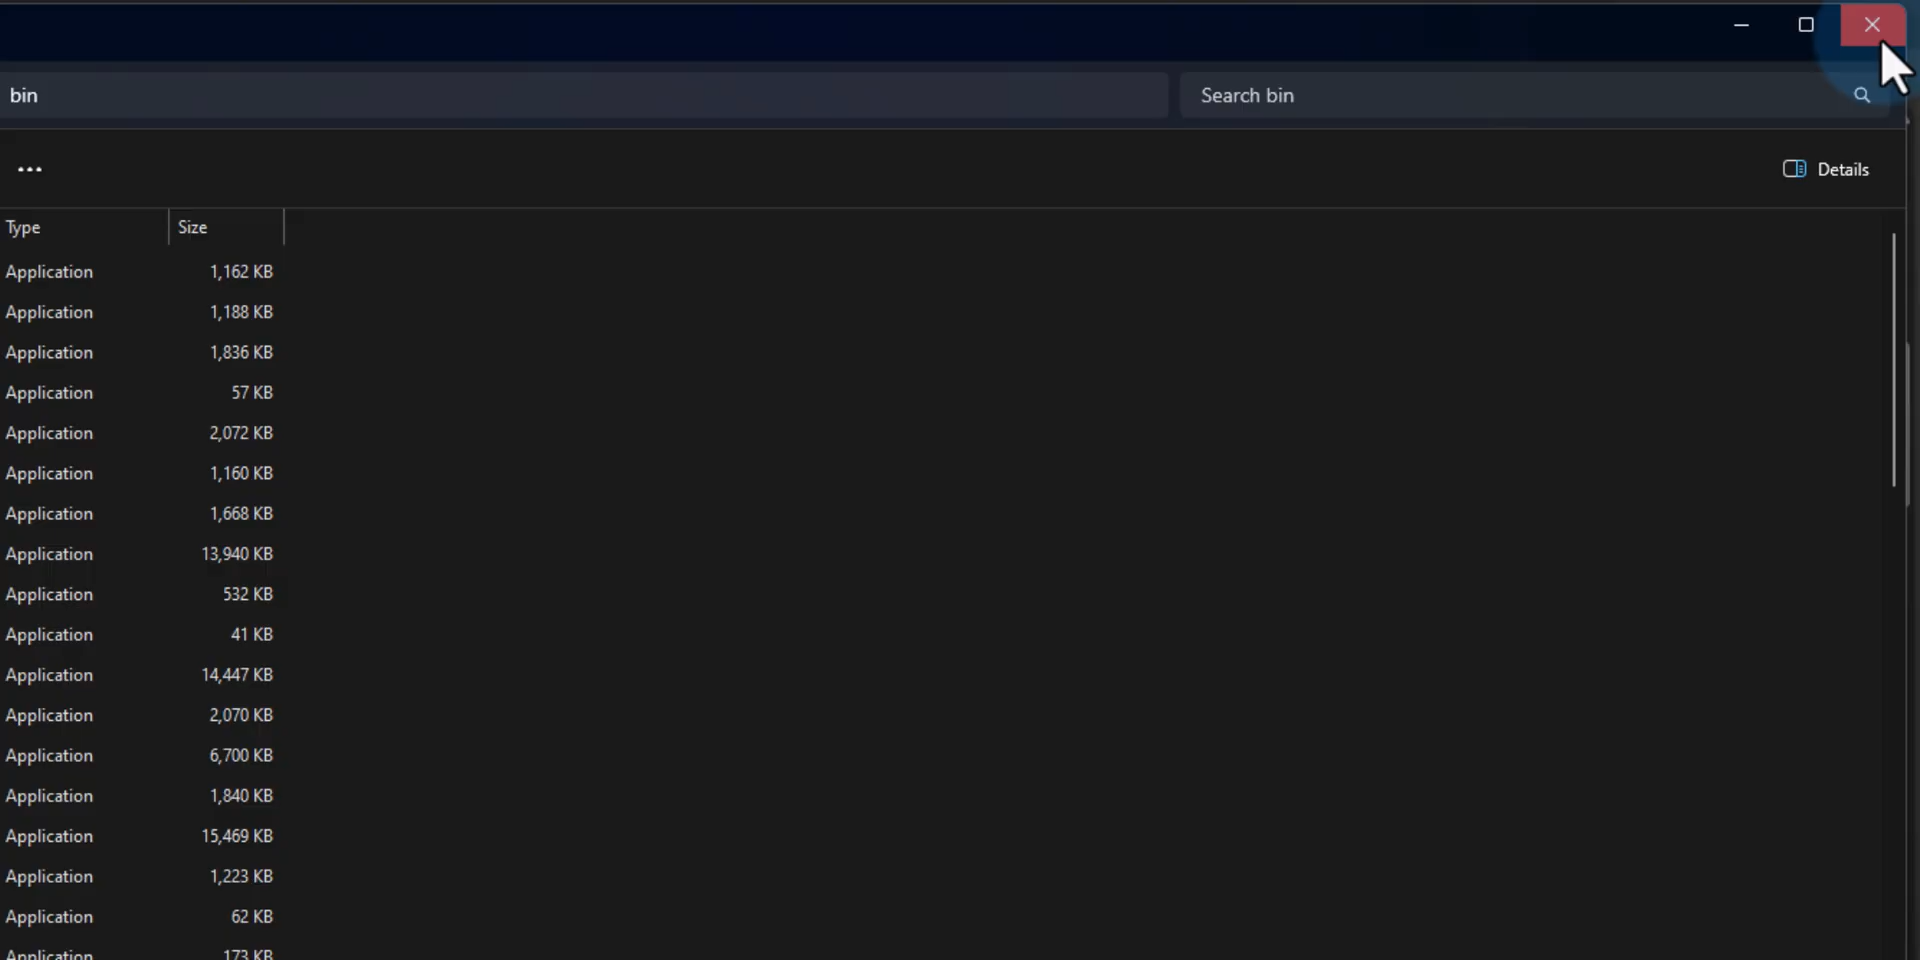 bin
Search bin
Details
Type Size
Application 1,162 KB
Application 1,188 KB
Application 1,836 KB
Application 57 KB
Application 2,072 KB
Application 1,160 KB
Application 1,668 KB
Application 13,940 KB
Application 532 KB
Application 41 KB
Application 14,447 KB
Application 2,070 KB
Application 6,700 KB
Application 1,840 KB
Application 15,469 KB
Application 1,223 KB
Application 62 KB
Application 173 KB